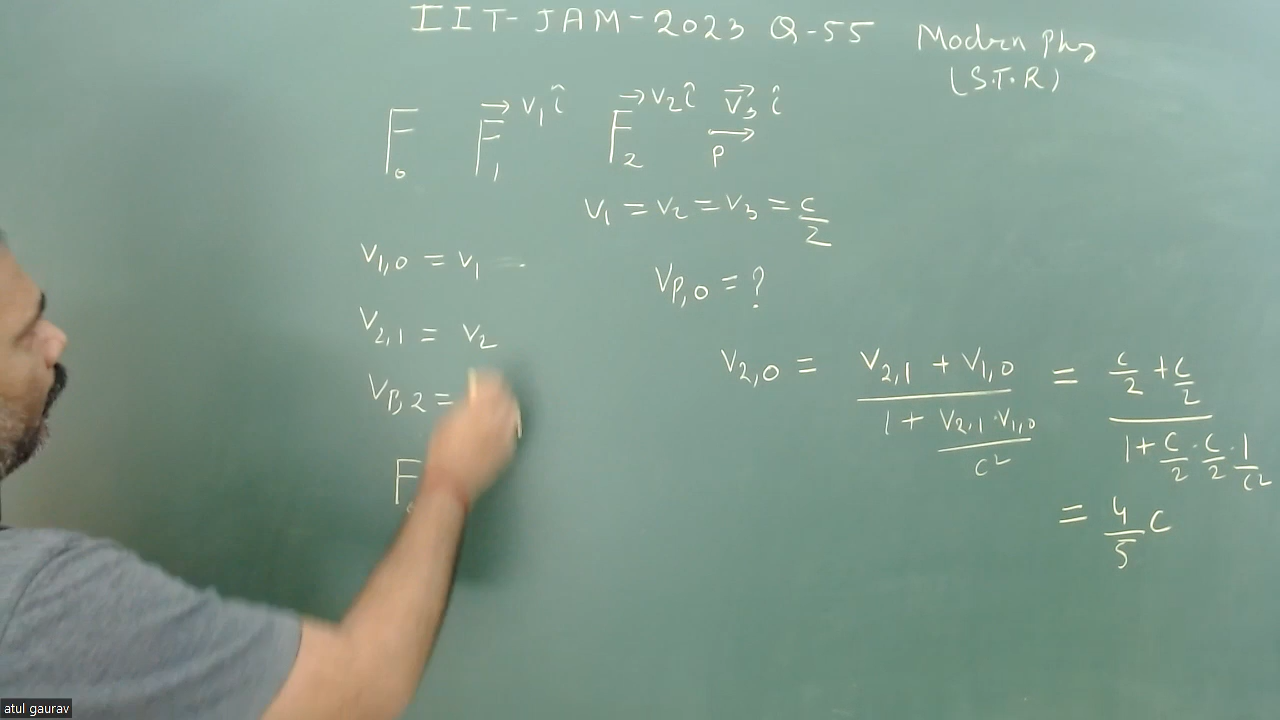 IIT-JAM-2023 Q-55 Modern Phy
(S.T.R)
F₀ F₁ → v₁ î F₂ → v₂ î P → v⃗₃ î
v₁ = v₂ = v₃ = c/2
v₁,₀ = v₁
v_P,₀ = ?
v₂,₁ = v₂
v₂,₀ = (v₂,₁ + v₁,₀) / (1 + v₂,₁ · v₁,₀ / c²) = (c/2 + c/2) / (1 + c/2 · c/2 · 1/c²)
= 4/5 c
F
atul gaurav